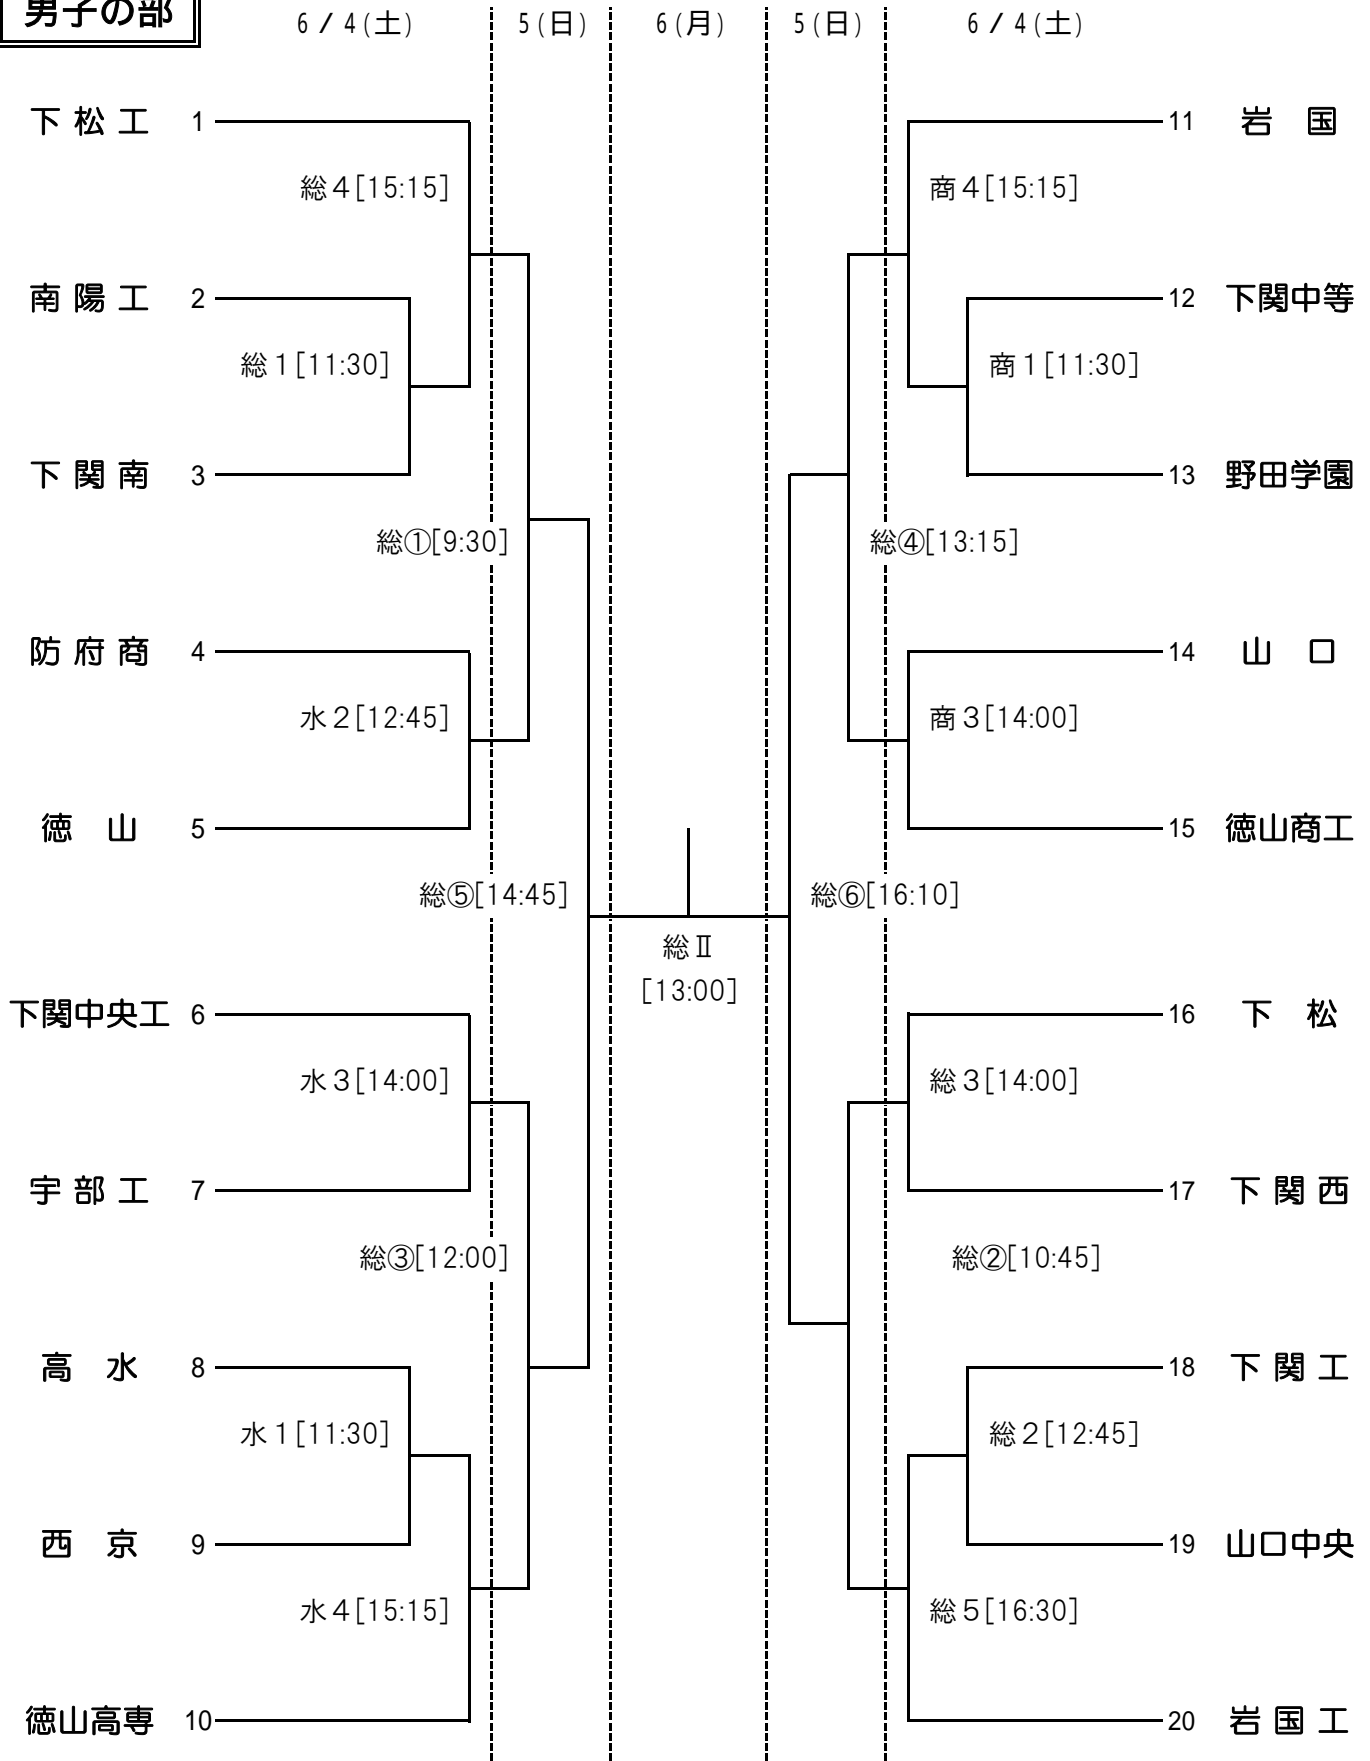 男子の部
6/4(土) 5(日) 6(月) 5(日) 6/4(土)
下松工 1
11 岩国
総4[15:15]
商4[15:15]
南陽工 2
12 下関中等
総1[11:30]
商1[11:30]
下関南 3
13 野田学園
総①[9:30]
総④[13:15]
防府商 4
14 山口
水2[12:45]
商3[14:00]
徳山 5
15 徳山商工
総⑤[14:45]
総⑥[16:10]
総Ⅱ
[13:00]
下関中央工 6
16 下松
水3[14:00]
総3[14:00]
宇部工 7
17 下関西
総③[12:00]
総②[10:45]
高水 8
18 下関工
水1[11:30]
総2[12:45]
西京 9
19 山口中央
水4[15:15]
総5[16:30]
徳山高専 10
20 岩国工